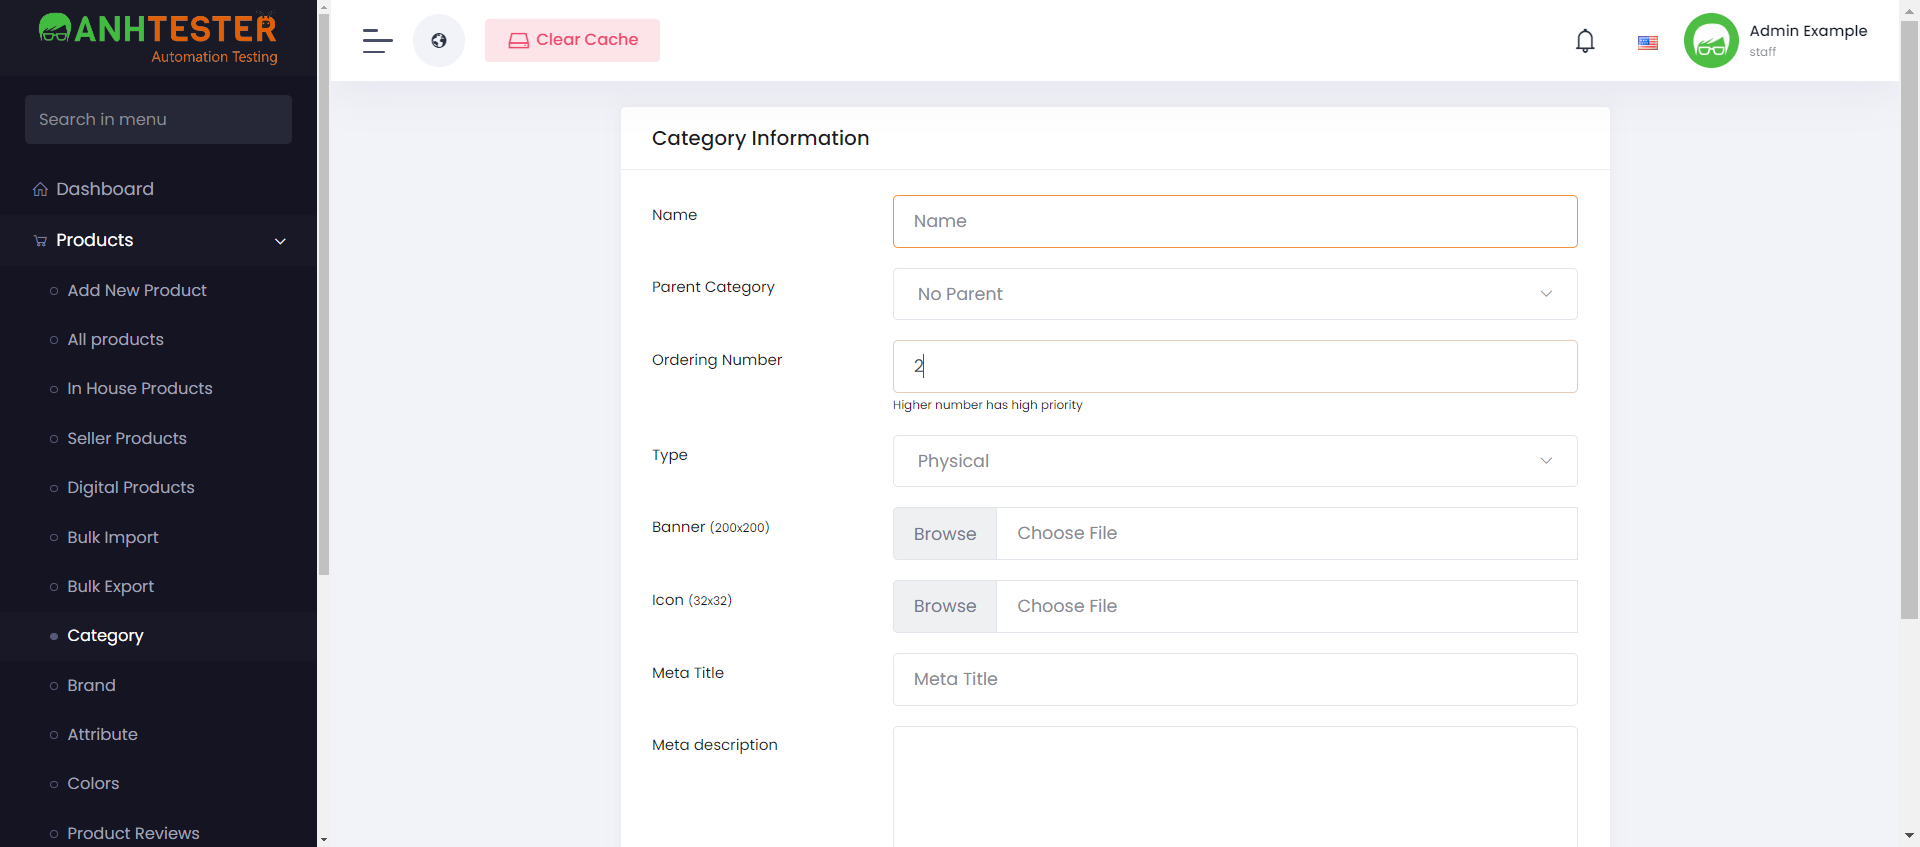 ANHTESTER
Automation Testing
Search in menu
Dashboard
Products
Add New Product
All products
In House Products
Seller Products
Digital Products
Bulk Import
Bulk Export
Category
Brand
Attribute
Colors
Product Reviews
Clear Cache
Admin Example
staff
Category Information
Name
Name
Parent Category
No Parent
Ordering Number
2
Higher number has high priority
Type
Physical
Banner (200x200)
Browse
Choose File
Icon (32x32)
Browse
Choose File
Meta Title
Meta Title
Meta description